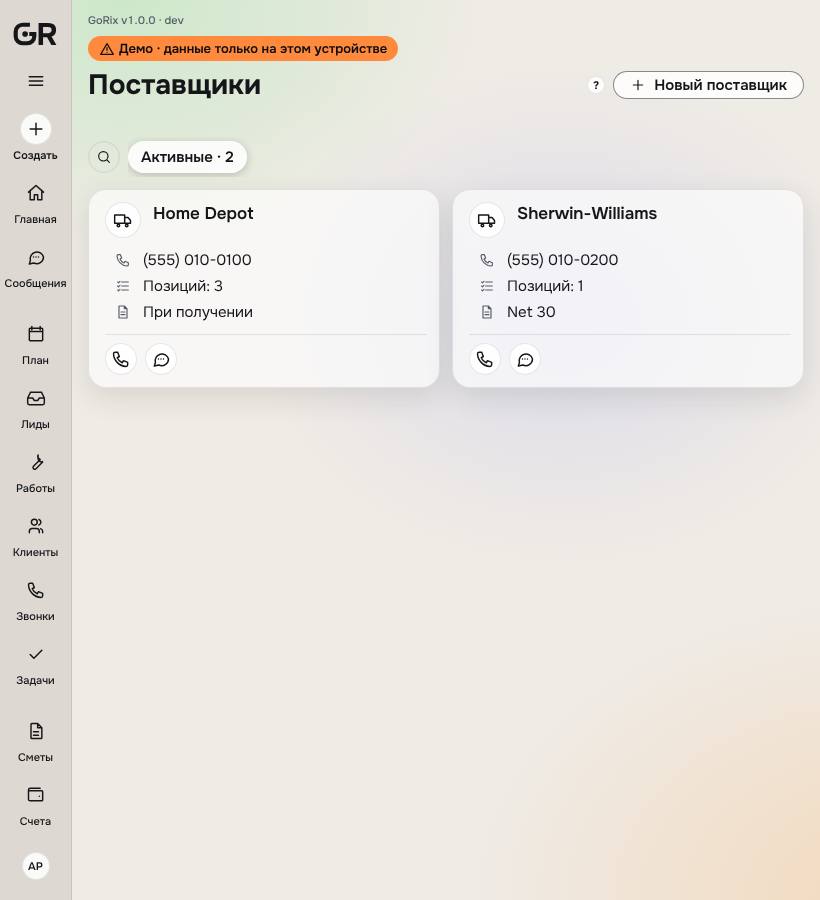 GR
GoRix v1.0.0 · dev
Демо · данные только на этом устройстве
Поставщики
?
Новый поставщик
Создать
Активные · 2
Главная
Home Depot
Sherwin-Williams
(555) 010-0100
(555) 010-0200
Сообщения
Позиций: 3
Позиций: 1
При получении
Net 30
План
Лиды
Работы
Клиенты
Звонки
Задачи
Сметы
Счета
AP